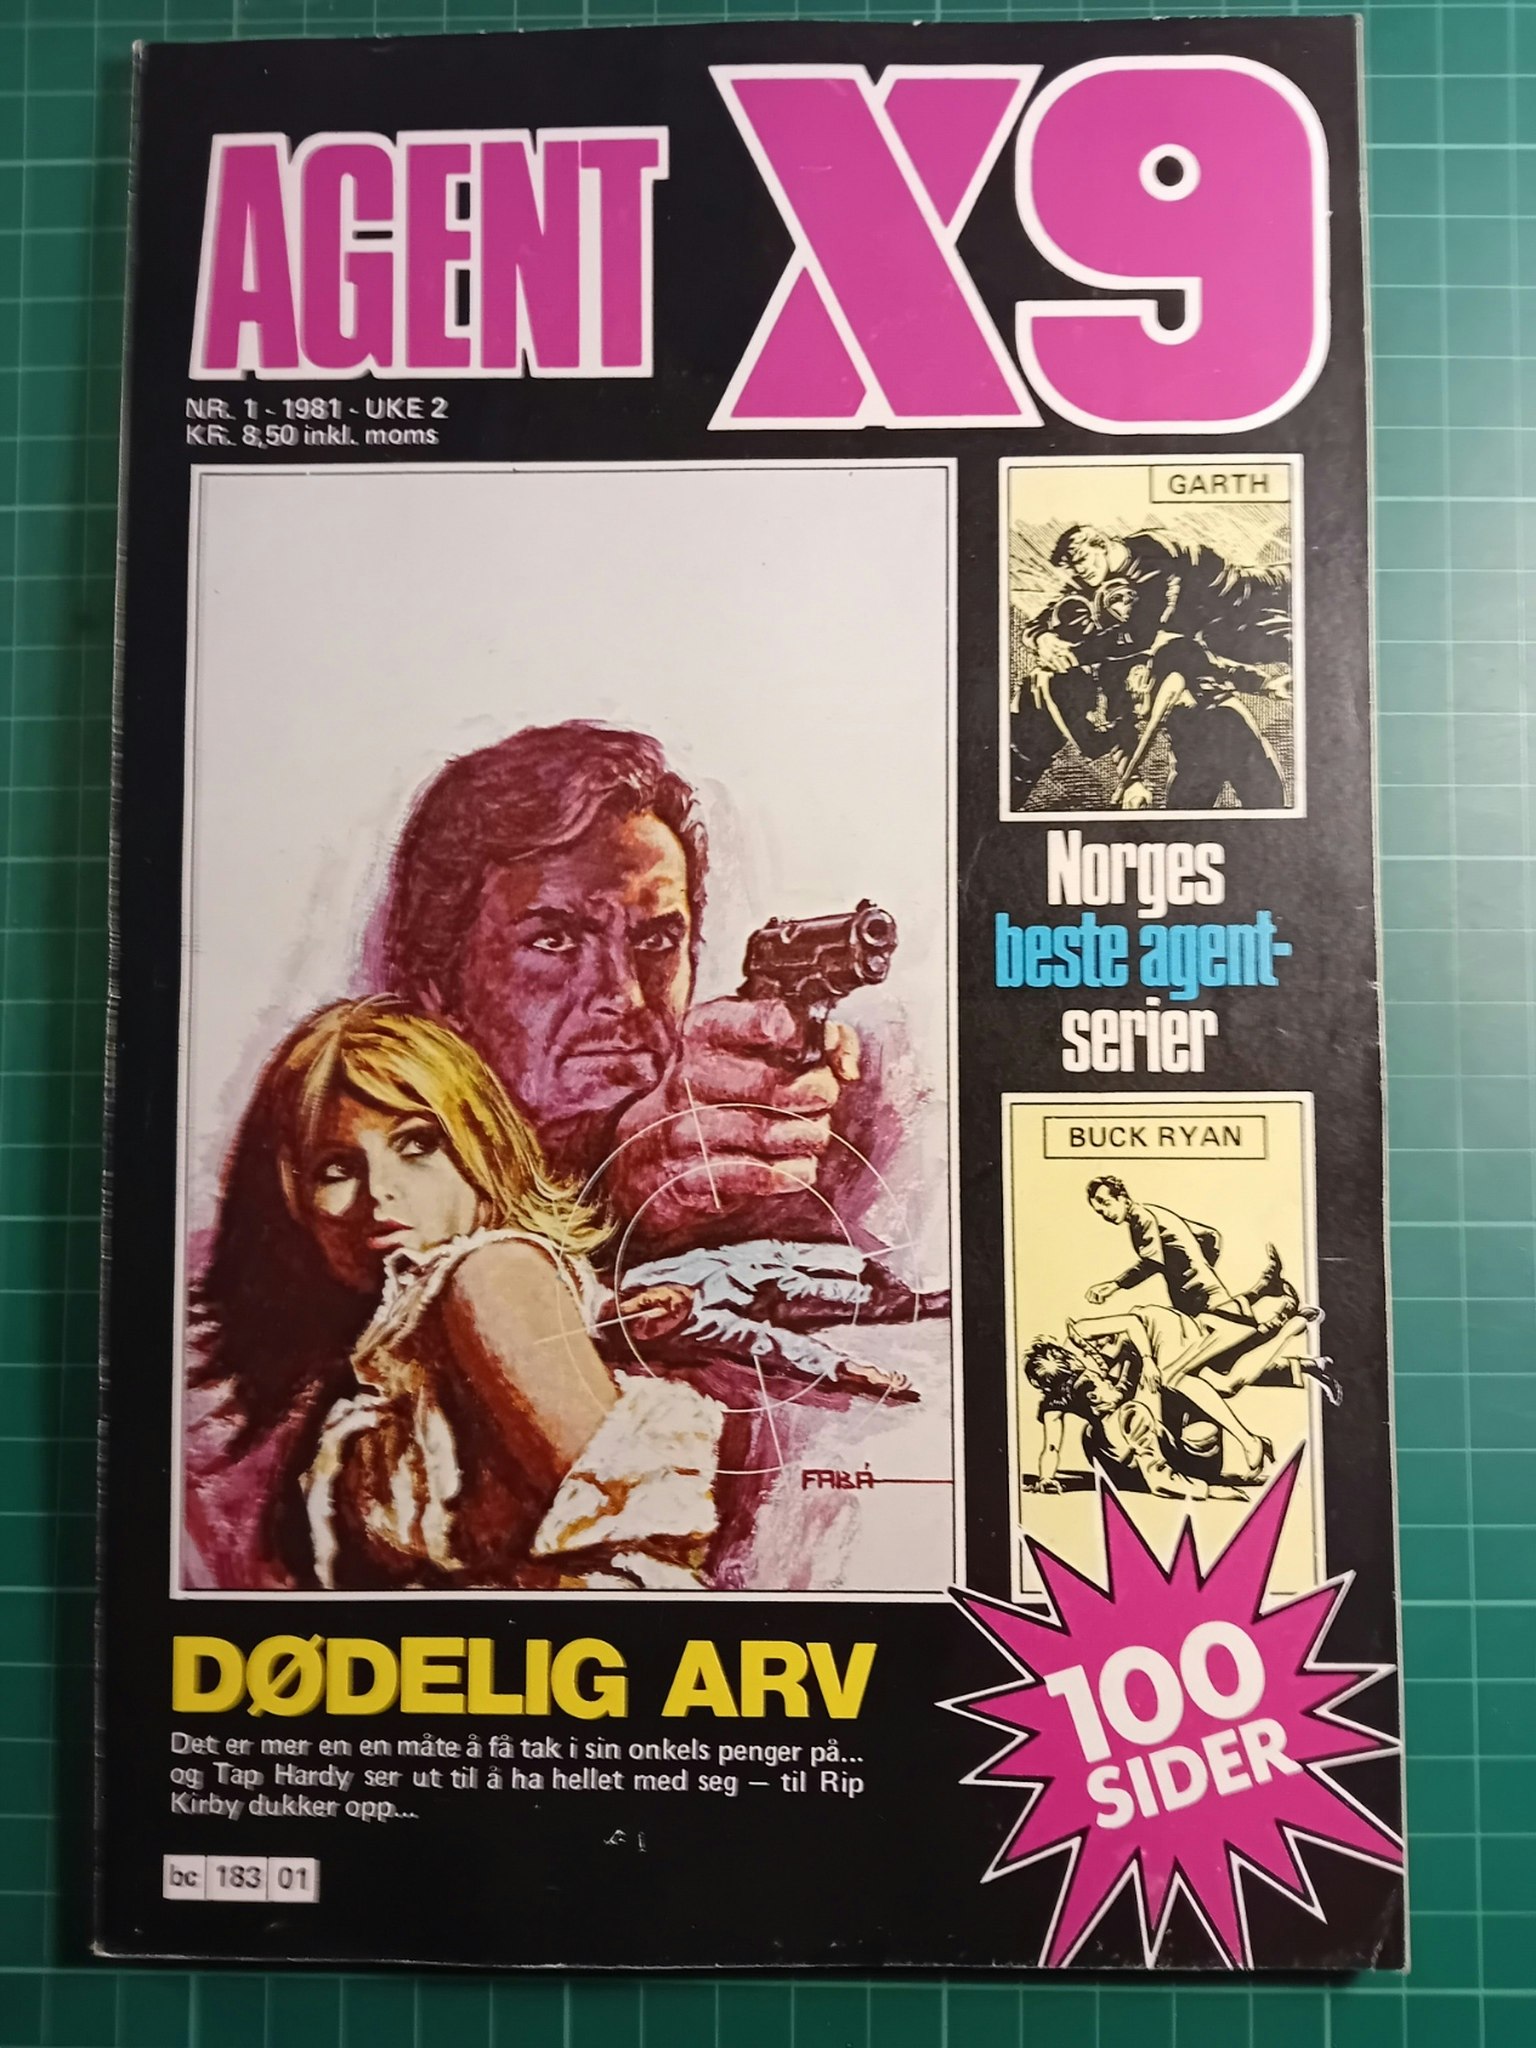 AGENT X9
NR. 1 - 1981 - UKE 2
KR. 8,50 inkl. moms
GARTH
Norges
beste agent-
serier
BUCK RYAN
FABÁ
100
SIDER
DØDELIG ARV
Det er mer en en måte å få tak i sin onkels penger på...
og Tap Hardy ser ut til å ha hellet med seg — til Rip
Kirby dukker opp...
bc 183 01